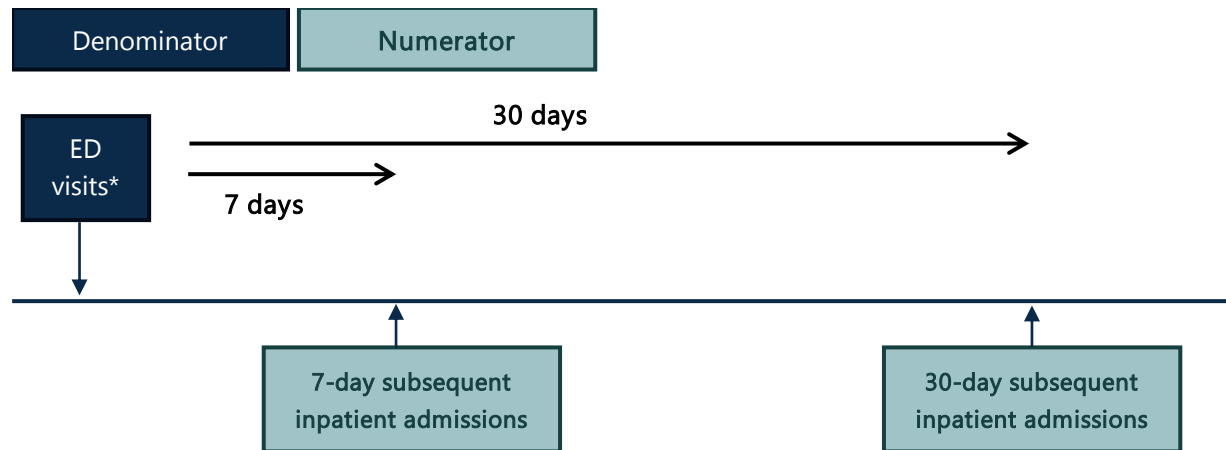 Denominator
Numerator
30 days
ED
visits*
7 days
7-day subsequent
inpatient admissions
30-day subsequent
inpatient admissions